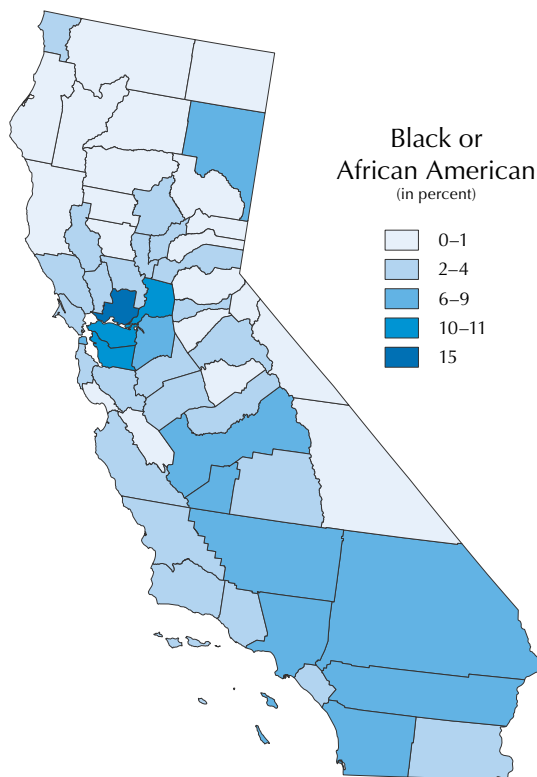 Black or
African American
(in percent)
0–1
2–4
6–9
10–11
15